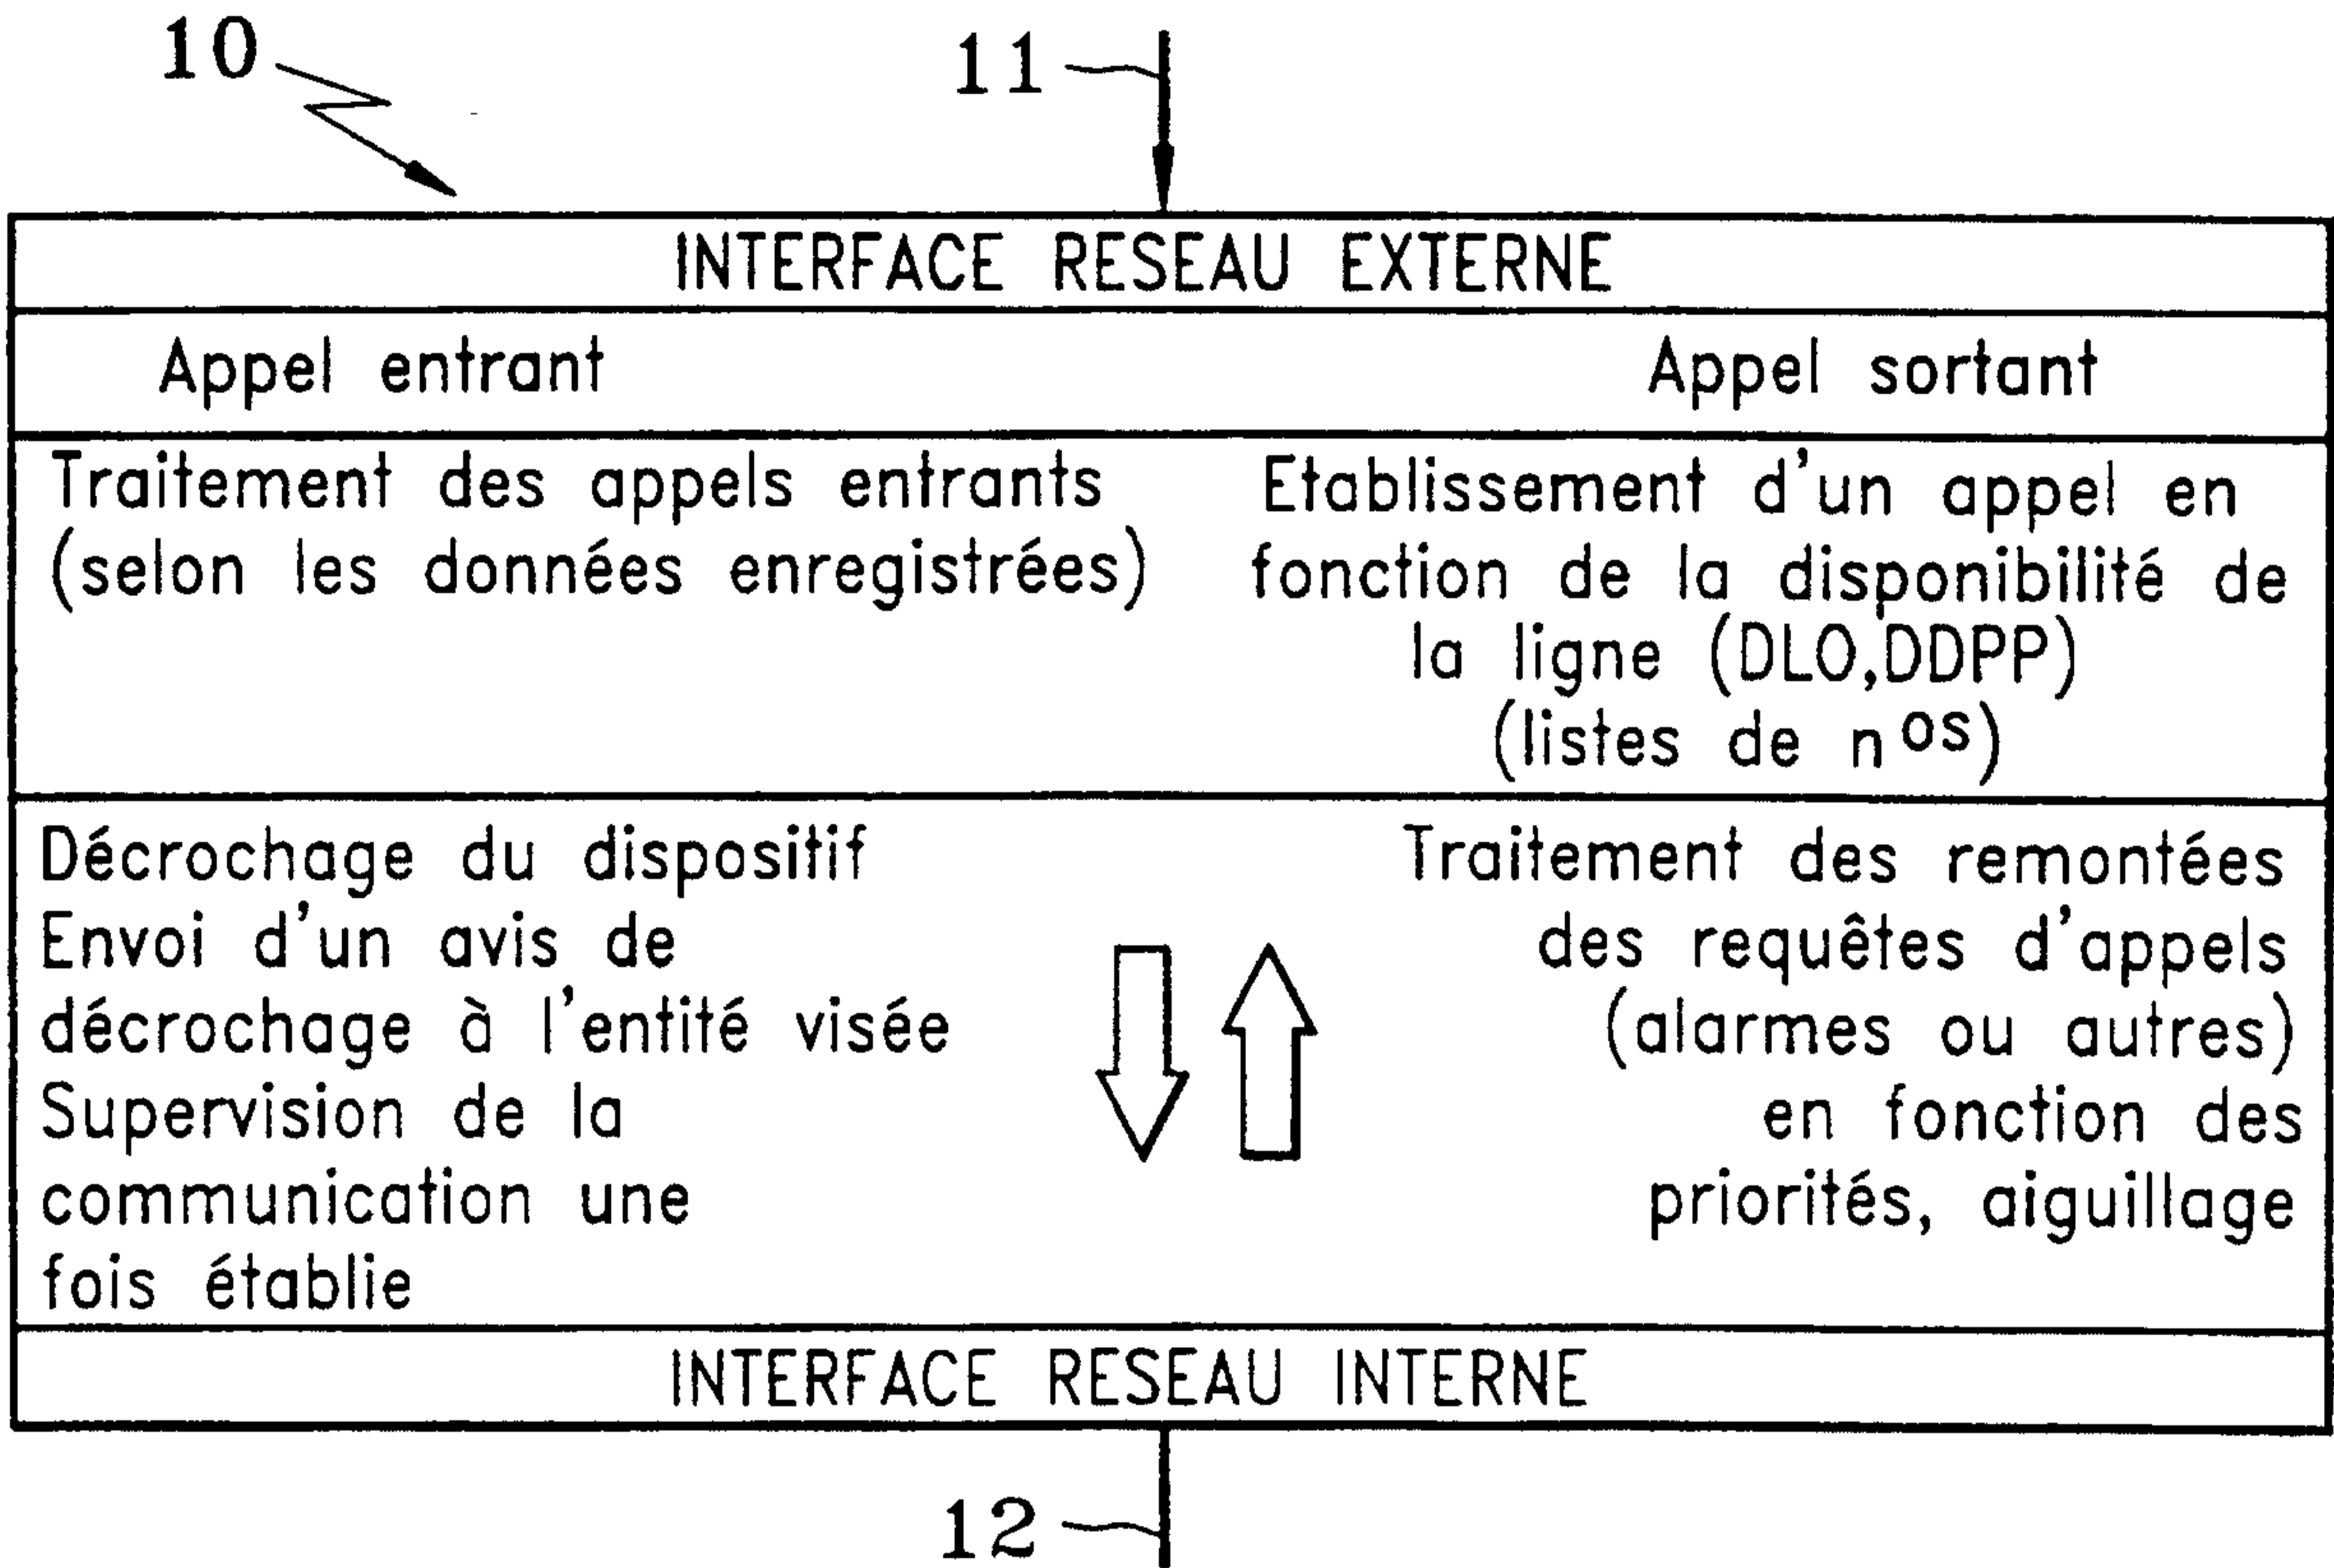 10
11
INTERFACE RESEAU EXTERNE
Appel entrant
Appel sortant
Traitement des appels entrants
(selon les données enregistrées)
Etablissement d'un appel en
fonction de la disponibilité de
la ligne (DLO,DDPP)
(listes de nos)
Décrochage du dispositif
Envoi d'un avis de
décrochage à l'entité visée
Supervision de la
communication une
fois établie
Traitement des remontées
des requêtes d'appels
(alarmes ou autres)
en fonction des
priorités, aiguillage
INTERFACE RESEAU INTERNE
12